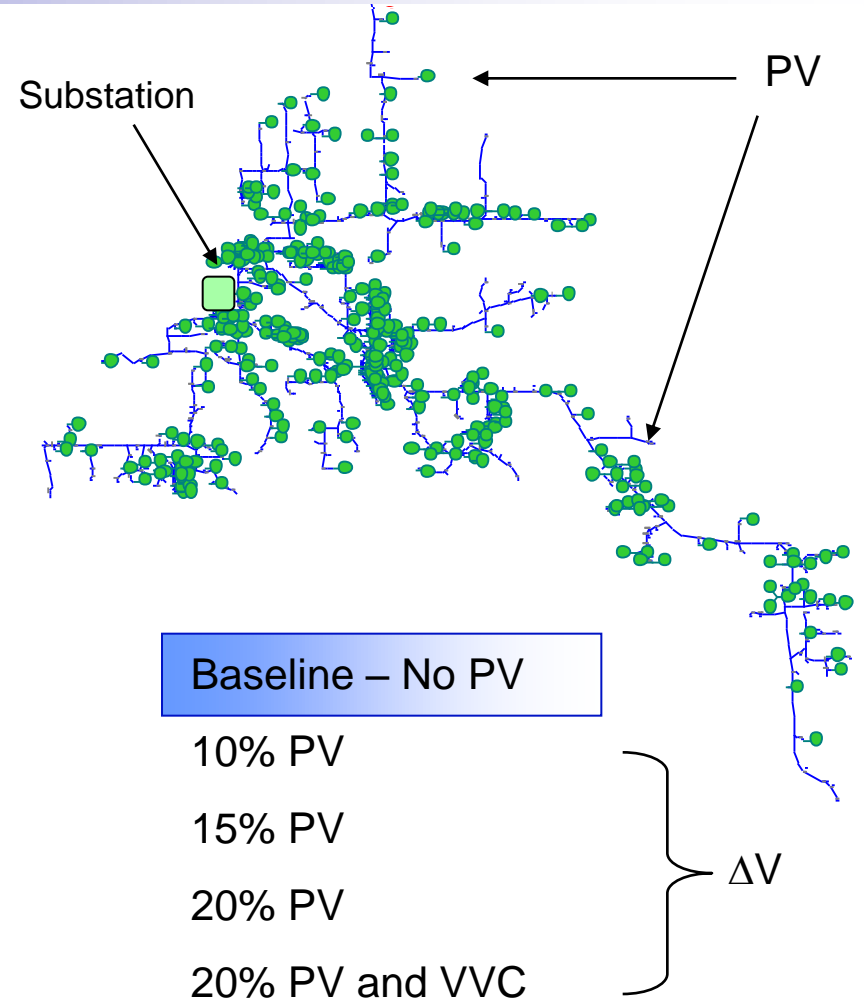 PV
Substation
Baseline – No PV
10% PV
15% PV
20% PV
ΔV
20% PV and VVC